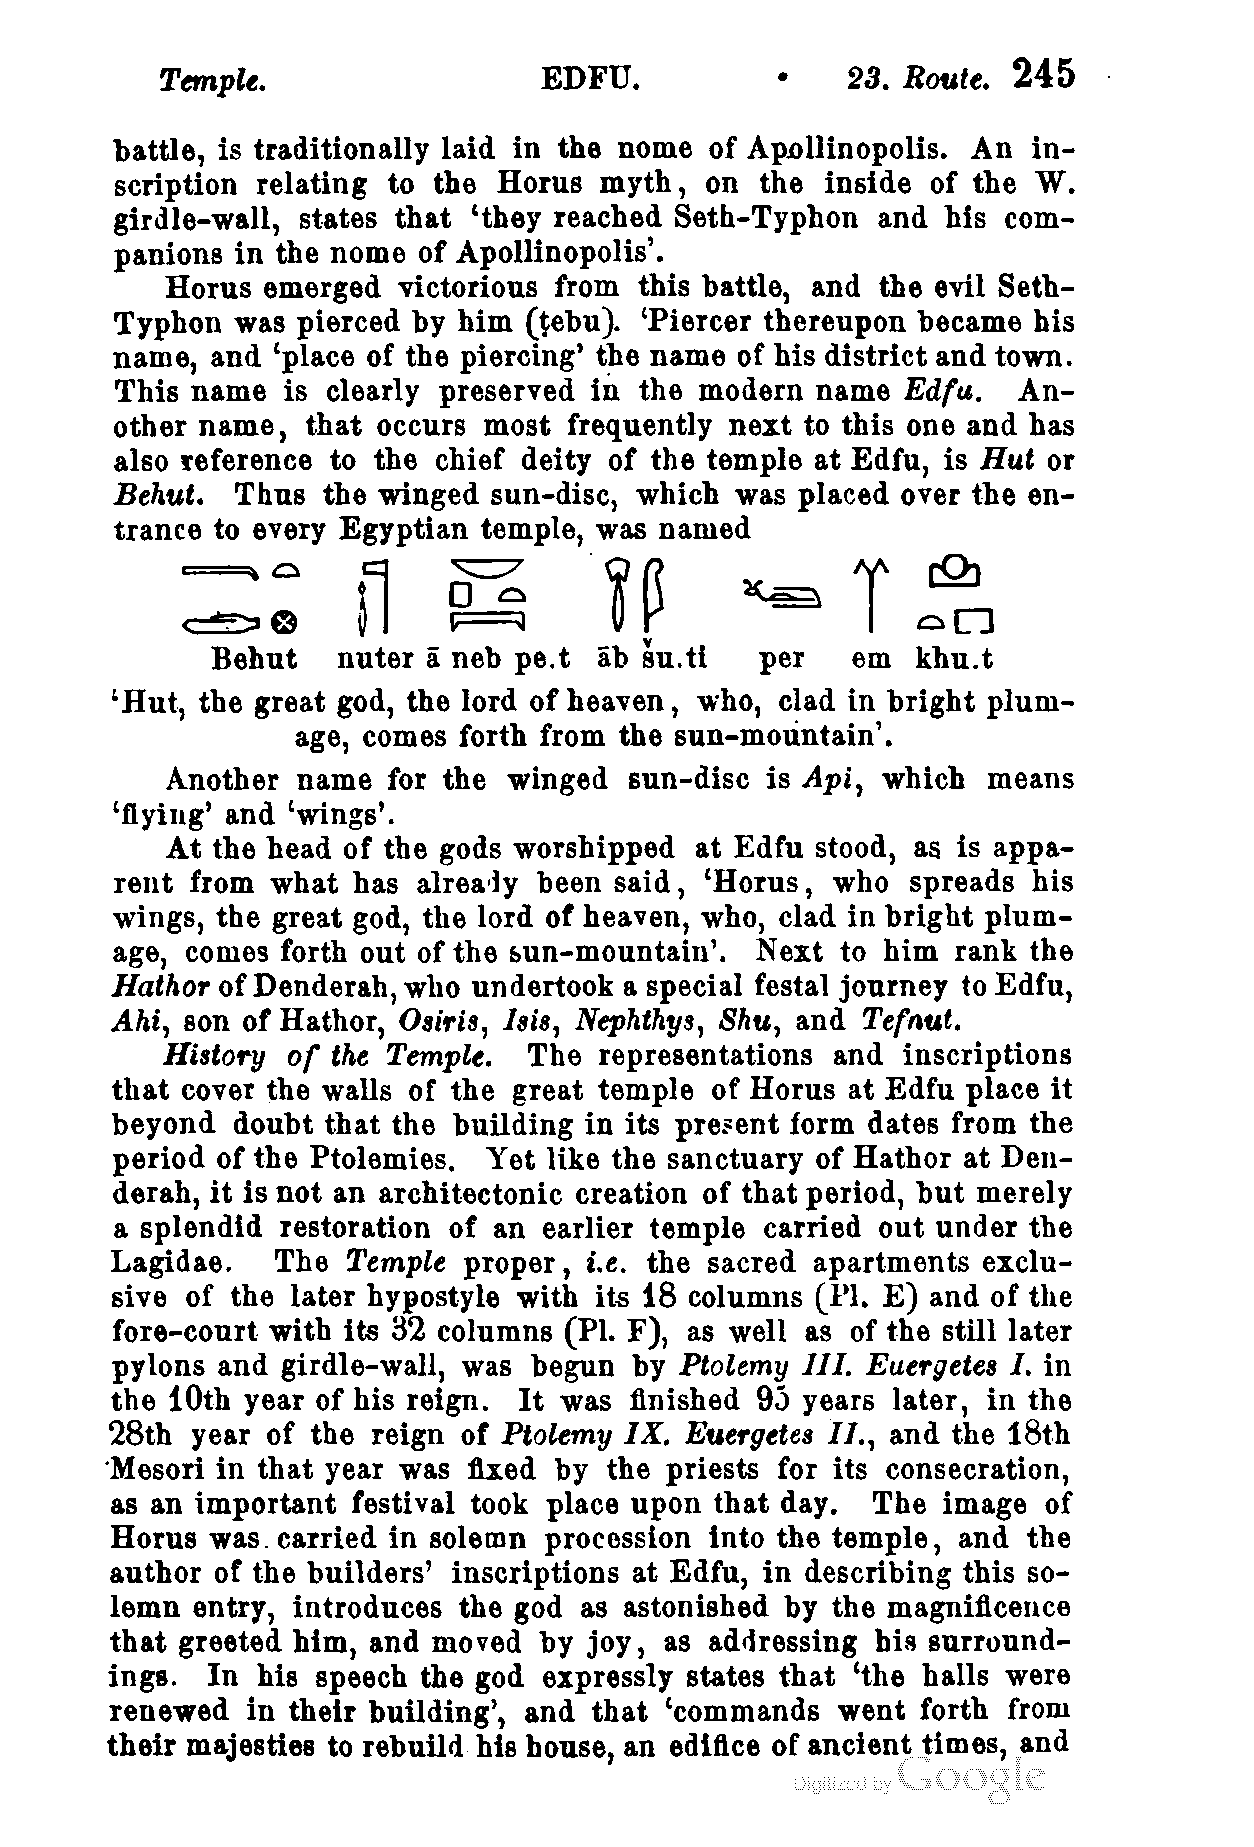 Temple. EDFU. 23. Route. 245
battle, is traditionally laid in the nome of Apollinopolis. An in-
scription relating to the Horus myth, on the inside of the W.
girdle-wall, states that ‘they reached Seth-Typhon and his com-
panions in the nome of Apollinopolis’.
Horus emerged victorious from this battle, and the evil Seth-
Typhon was pierced by him (ṭebu). ‘Piercer thereupon became his
name, and ‘place of the piercing’ the name of his district and town.
This name is clearly preserved in the modern name Edfu. An-
other name, that occurs most frequently next to this one and has
also reference to the chief deity of the temple at Edfu, is Hut or
Behut. Thus the winged sun-disc, which was placed over the en-
trance to every Egyptian temple, was named
Behut nuter ā neb pe.t āb šu.ti per em khu.t
‘Hut, the great god, the lord of heaven, who, clad in bright plum-
age, comes forth from the sun-mountain’.
Another name for the winged sun-disc is Api, which means
‘flying’ and ‘wings’.
At the head of the gods worshipped at Edfu stood, as is appa-
rent from what has already been said, ‘Horus, who spreads his
wings, the great god, the lord of heaven, who, clad in bright plum-
age, comes forth out of the sun-mountain’. Next to him rank the
Hathor of Denderah, who undertook a special festal journey to Edfu,
Ahi, son of Hathor, Osiris, Isis, Nephthys, Shu, and Tefnut.
History of the Temple. The representations and inscriptions
that cover the walls of the great temple of Horus at Edfu place it
beyond doubt that the building in its present form dates from the
period of the Ptolemies. Yet like the sanctuary of Hathor at Den-
derah, it is not an architectonic creation of that period, but merely
a splendid restoration of an earlier temple carried out under the
Lagidae. The Temple proper, i.e. the sacred apartments exclu-
sive of the later hypostyle with its 18 columns (Pl. E) and of the
fore-court with its 32 columns (Pl. F), as well as of the still later
pylons and girdle-wall, was begun by Ptolemy III. Euergetes I. in
the 10th year of his reign. It was finished 95 years later, in the
28th year of the reign of Ptolemy IX. Euergetes II., and the 18th
Mesori in that year was fixed by the priests for its consecration,
as an important festival took place upon that day. The image of
Horus was carried in solemn procession into the temple, and the
author of the builders’ inscriptions at Edfu, in describing this so-
lemn entry, introduces the god as astonished by the magnificence
that greeted him, and moved by joy, as addressing his surround-
ings. In his speech the god expressly states that ‘the halls were
renewed in their building’, and that ‘commands went forth from
their majesties to rebuild his house, an edifice of ancient times, and
Digitized by Google